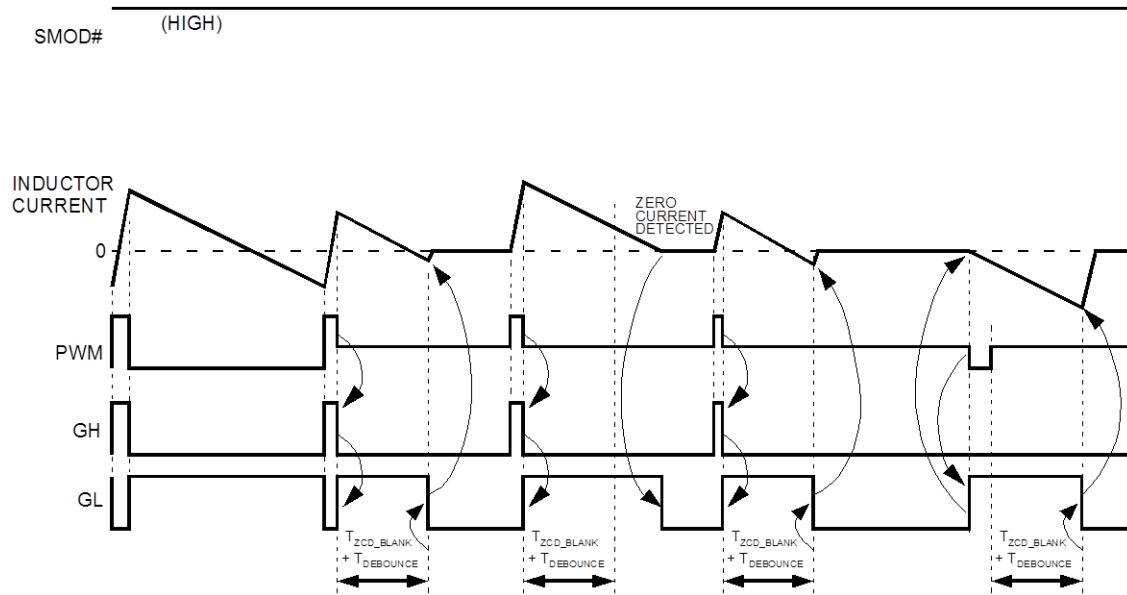 (HIGH)
SMOD#
INDUCTOR
CURRENT
ZERO
CURRENT
DETECTED
0
PWM
GH
GL
TZCD_BLANK
+ TDEBOUNCE
TZCD_BLANK
+ TDEBOUNCE
TZCD_BLANK
+ TDEBOUNCE
TZCD_BLANK
+ TDEBOUNCE